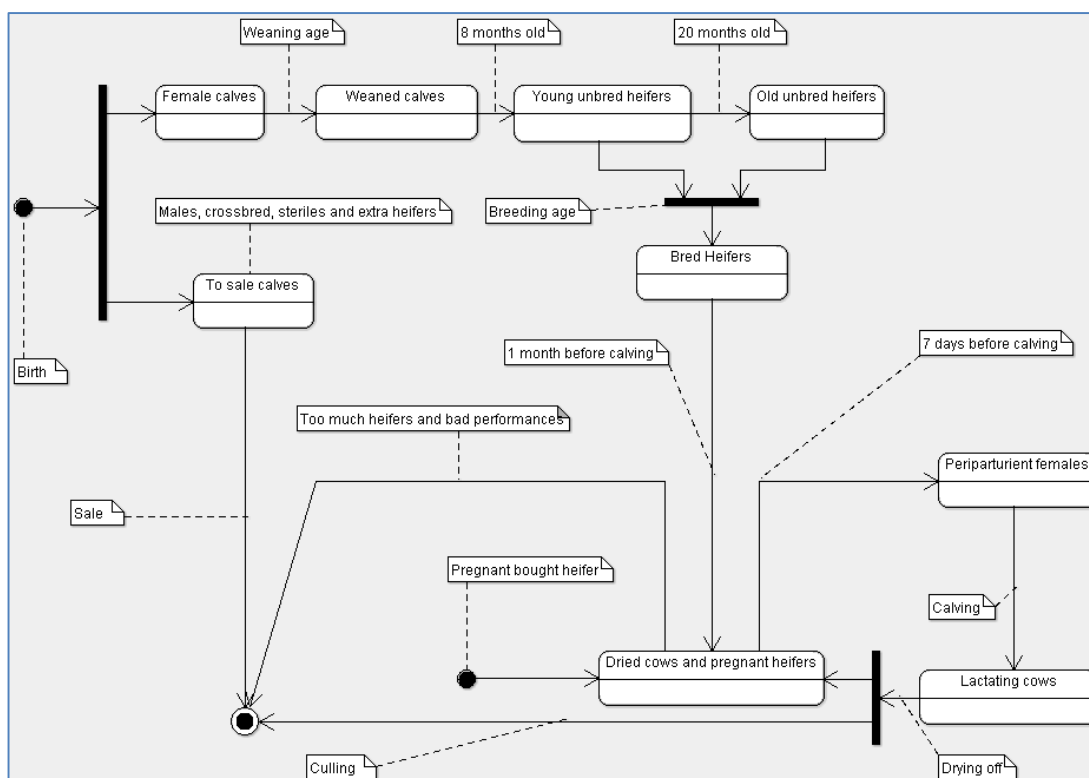 Weaning age
8 months old
20 months old
Female calves
Weaned calves
Young unbred heifers
Old unbred heifers
Males, crossbred, steriles and extra heifers
Breeding age
Bred Heifers
To sale calves
Birth
1 month before calving
7 days before calving
Too much heifers and bad performances
Periparturient females
Sale
Pregnant bought heifer
Calving
Dried cows and pregnant heifers
Lactating cows
Culling
Drying off